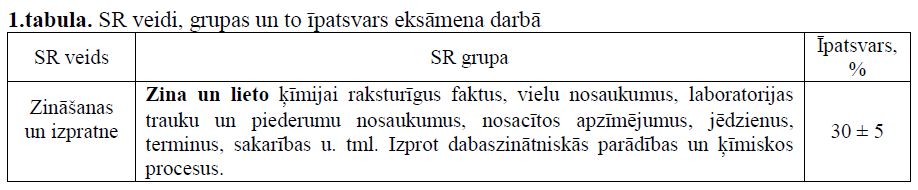 1.tabula. SR veidi, grupas un to īpatsvars eksāmena darbā
SR veids
SR grupa
Īpatsvars,
%
Zināšanas
un izpratne
Zina un lieto ķīmijai raksturīgus faktus, vielu nosaukumus, laboratorijas
trauku un piederumu nosaukumus, nosacītos apzīmējumus, jēdzienus,
terminus, sakarības u. tml. Izprot dabaszinātniskās parādības un ķīmiskos
procesus.
30 ± 5